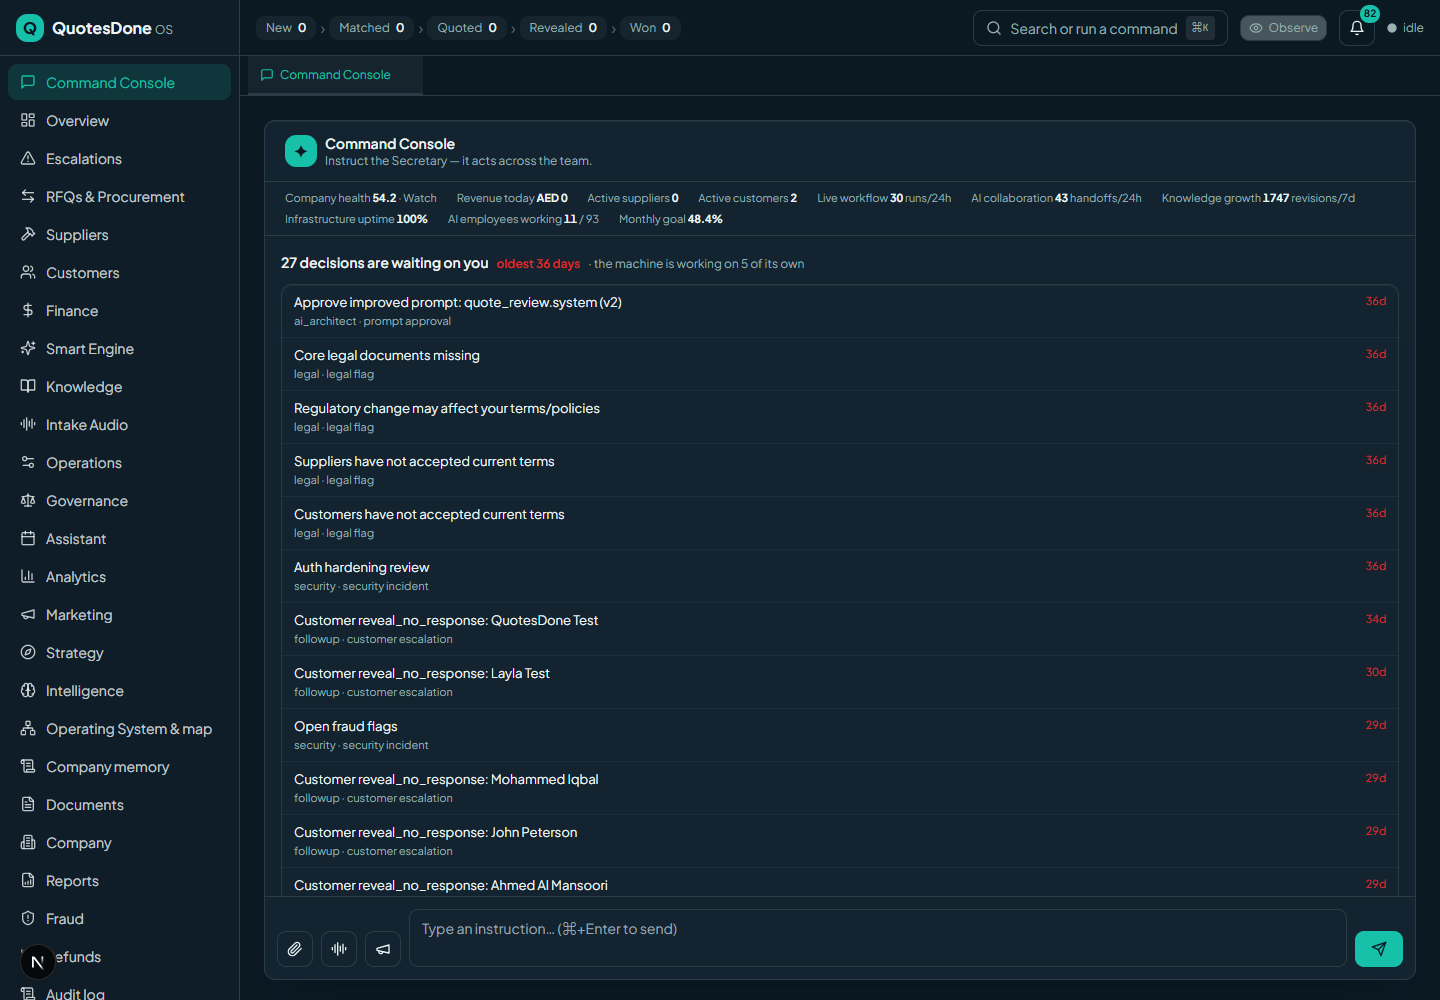 QuotesDone OS
New 0 › Matched 0 › Quoted 0 › Revealed 0 › Won 0
Search or run a command ⌘K
Observe
82
idle
Command Console
Overview
Escalations
RFQs & Procurement
Suppliers
Customers
Finance
Smart Engine
Knowledge
Intake Audio
Operations
Governance
Assistant
Analytics
Marketing
Strategy
Intelligence
Operating System & map
Company memory
Documents
Company
Reports
Fraud
efunds
Audit log
Command Console
Command Console
Instruct the Secretary — it acts across the team.
Company health 54.2 · Watch Revenue today AED 0 Active suppliers 0 Active customers 2 Live workflow 30 runs/24h AI collaboration 43 handoffs/24h Knowledge growth 1747 revisions/7d
Infrastructure uptime 100% AI employees working 11 / 93 Monthly goal 48.4%
27 decisions are waiting on you oldest 36 days · the machine is working on 5 of its own
Approve improved prompt: quote_review.system (v2) 36d
ai_architect · prompt approval
Core legal documents missing 36d
legal · legal flag
Regulatory change may affect your terms/policies 36d
legal · legal flag
Suppliers have not accepted current terms 36d
legal · legal flag
Customers have not accepted current terms 36d
legal · legal flag
Auth hardening review 36d
security · security incident
Customer reveal_no_response: QuotesDone Test 34d
followup · customer escalation
Customer reveal_no_response: Layla Test 30d
followup · customer escalation
Open fraud flags 29d
security · security incident
Customer reveal_no_response: Mohammed Iqbal 29d
followup · customer escalation
Customer reveal_no_response: John Peterson 29d
followup · customer escalation
Customer reveal_no_response: Ahmed Al Mansoori 29d
Type an instruction… (⌘+Enter to send)
N